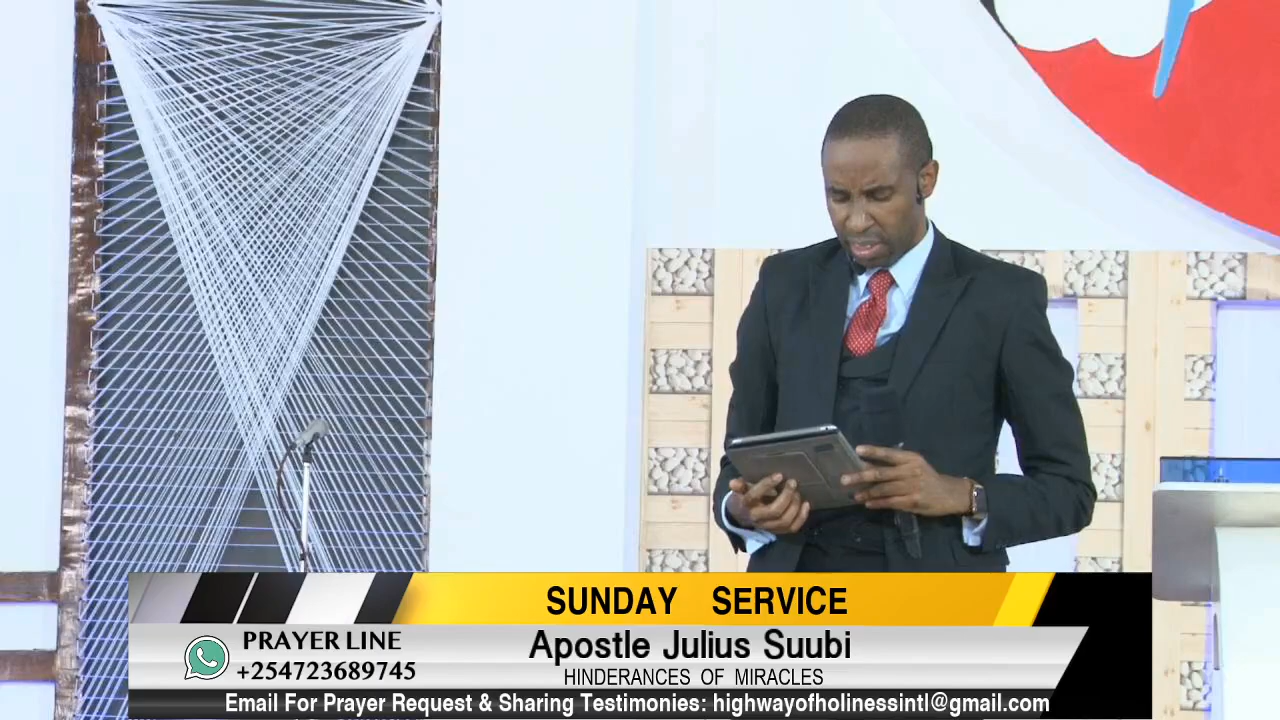 SUNDAY SERVICE
PRAYER LINE
+254723689745
Apostle Julius Suubi
HINDERANCES OF MIRACLES
Email For Prayer Request & Sharing Testimonies: highwayofholinessintl@gmail.com